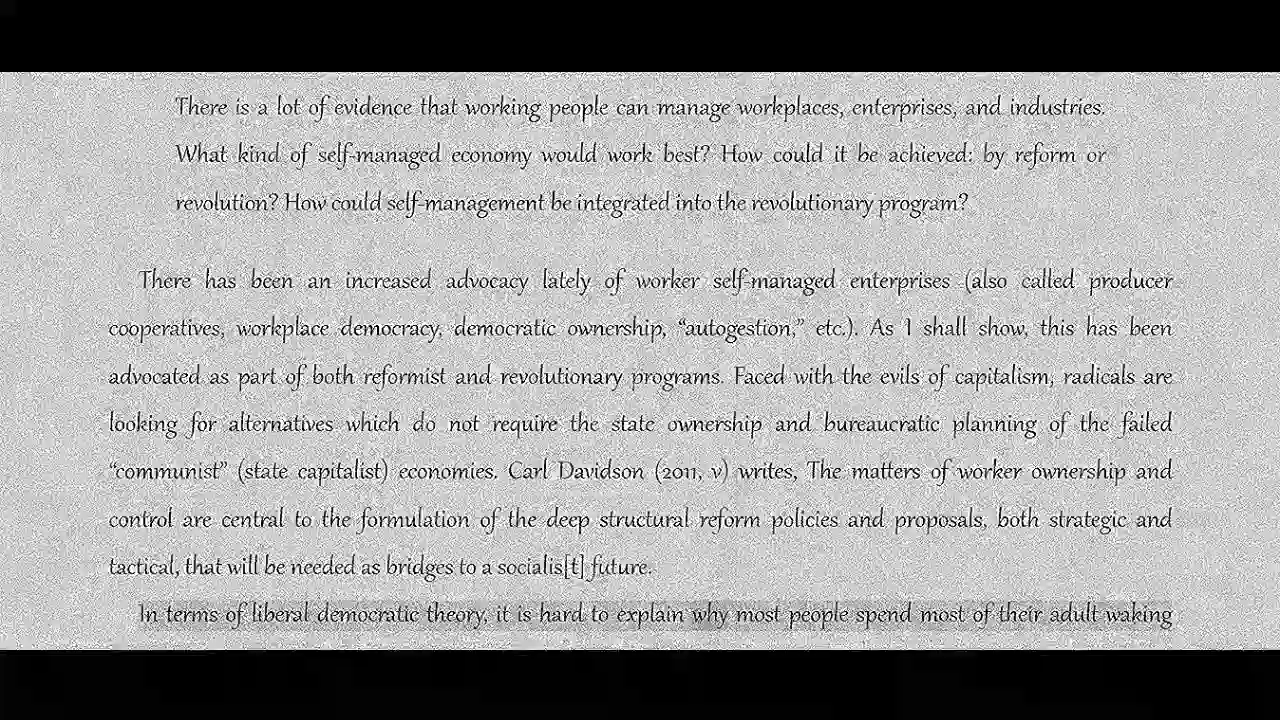 There is a lot of evidence that working people can manage workplaces, enterprises, and industries.
What kind of self-managed economy would work best? How could it be achieved: by reform or
revolution? How could self-management be integrated into the revolutionary program?
There has been an increased advocacy lately of worker self-managed enterprises (also called producer
cooperatives, workplace democracy, democratic ownership, “autogestion,” etc.). As I shall show, this has been
advocated as part of both reformist and revolutionary programs. Faced with the evils of capitalism, radicals are
looking for alternatives which do not require the state ownership and bureaucratic planning of the failed
“communist” (state capitalist) economies. Carl Davidson (2011, v) writes, The matters of worker ownership and
control are central to the formulation of the deep structural reform policies and proposals, both strategic and
tactical, that will be needed as bridges to a socialis[t] future.
In terms of liberal democratic theory, it is hard to explain why most people spend most of their adult waking